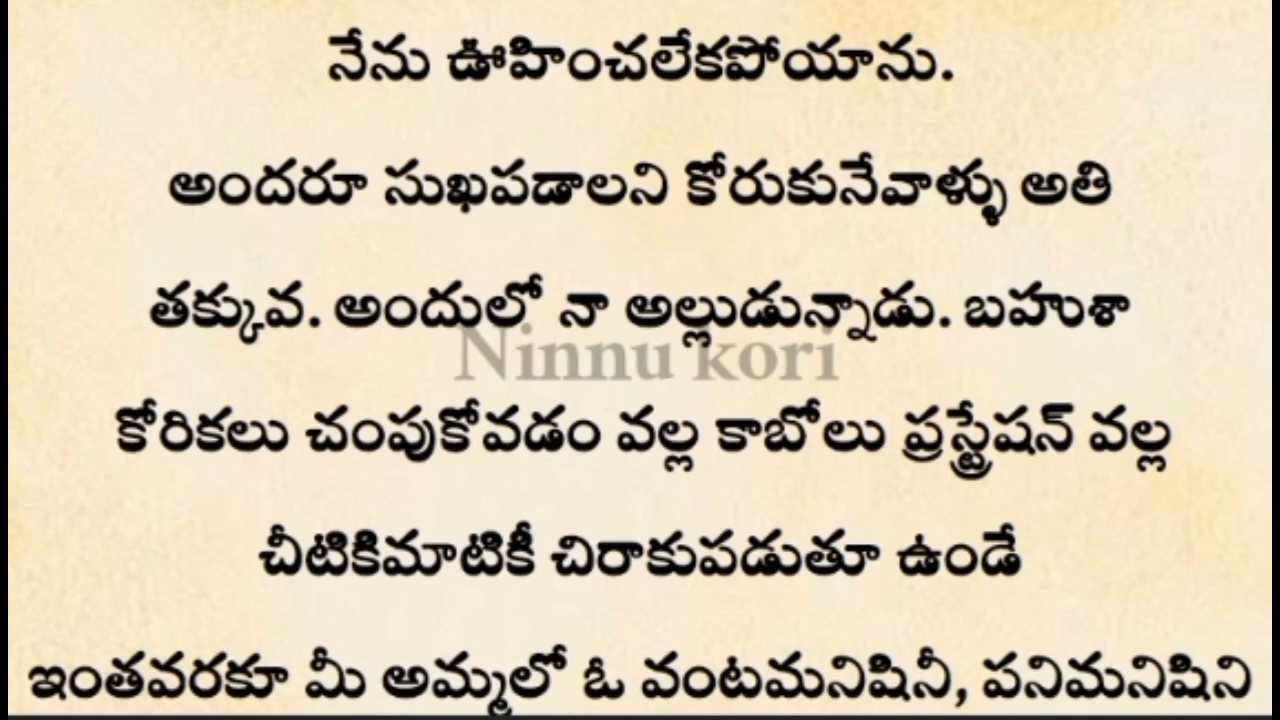 నేను ఊహించలేకపోయాను.
అందరూ సుఖపడాలని కోరుకునేవాళ్ళు అతి
తక్కువ. అందులో నా అల్లుడున్నాడు. బహుశా
Ninnu kori
కోరికలు చంపుకోవడం వల్ల కాబోలు ప్రస్ట్రేషన్ వల్ల
చీటికిమాటికీ చిరాకుపడుతూ ఉండే
ఇంతవరకూ మీ అమ్మలో ఓ వంటమనిషినీ, పనిమనిషిని